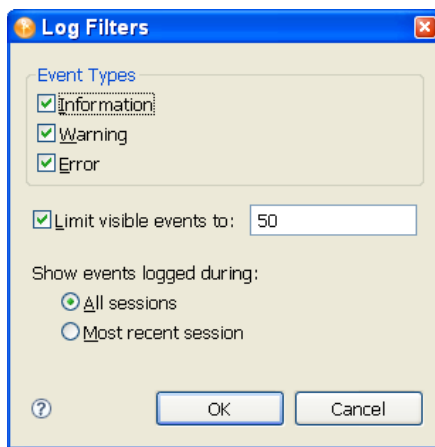 Log Filters
Event Types
Information
Warning
Error
Limit visible events to: 50
Show events logged during:
All sessions
Most recent session
? OK Cancel